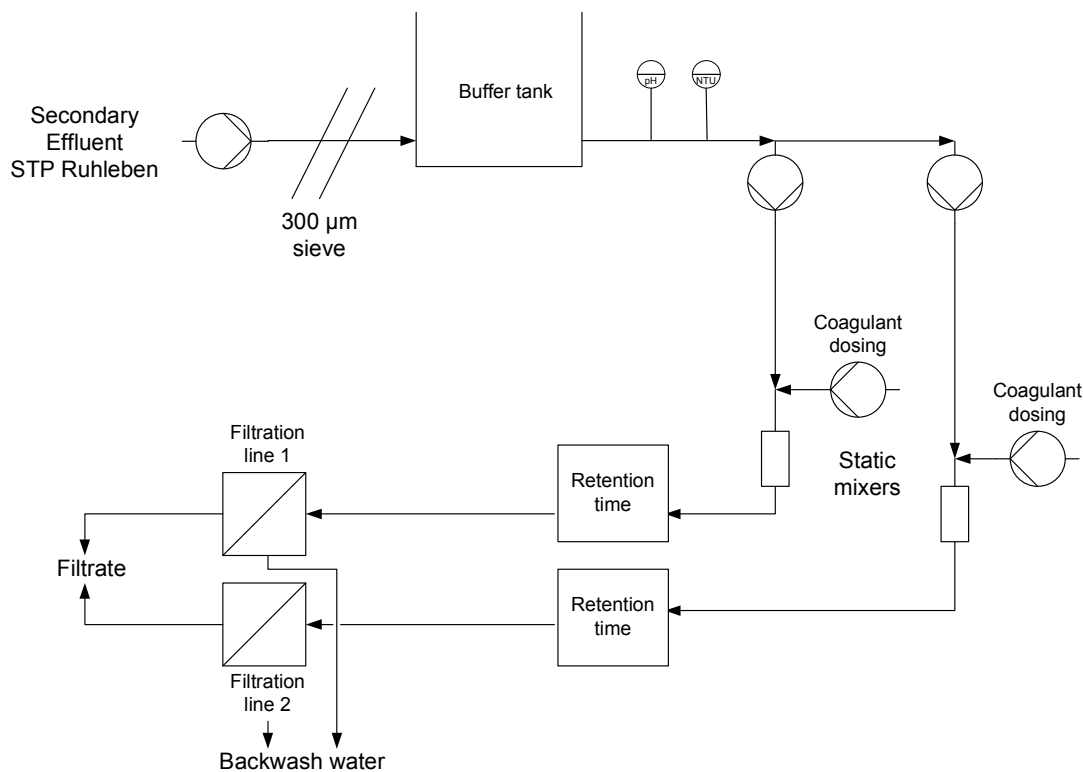 Secondary
Effluent
STP Ruhleben
300 µm
sieve
Buffer tank
pH
NTU
Coagulant
dosing
Coagulant
dosing
Static
mixers
Filtration
line 1
Retention
time
Filtrate
Retention
time
Filtration
line 2
Backwash water